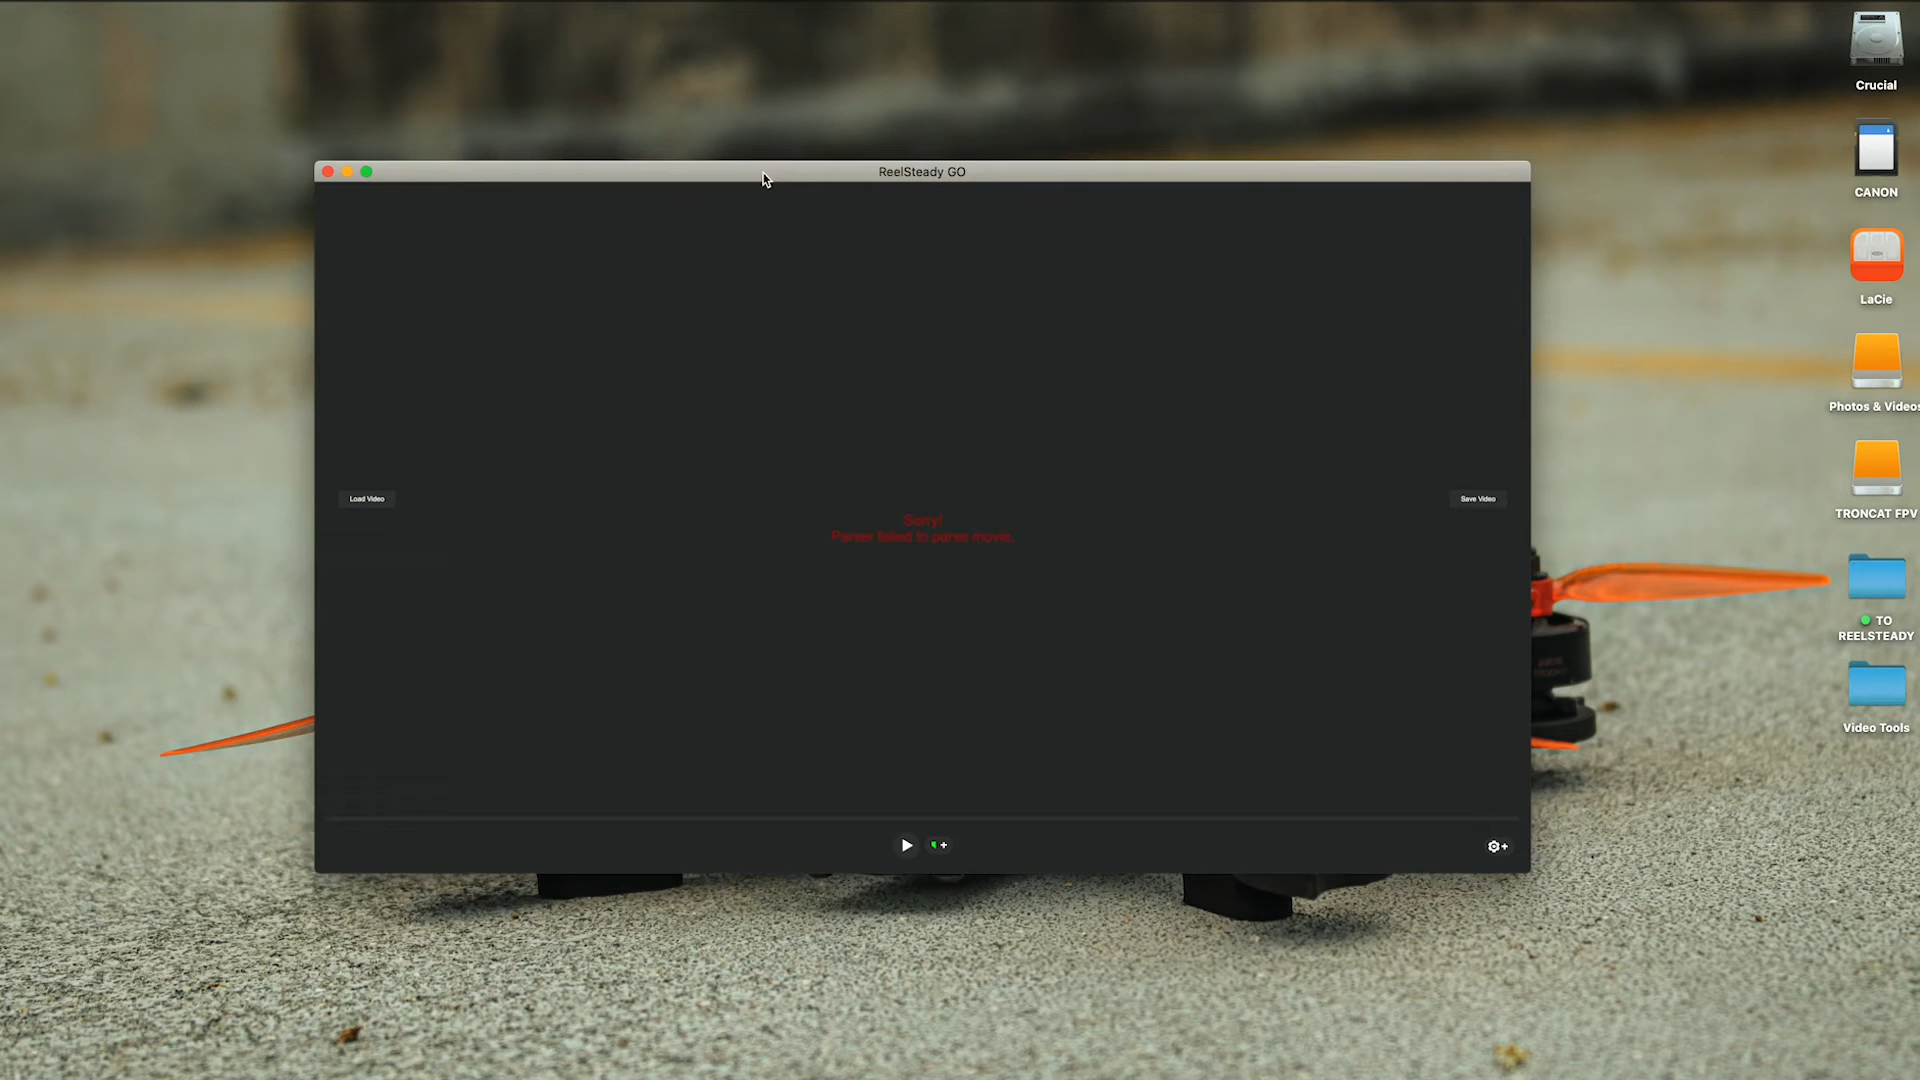 ReelSteady GO
Load Video
Save Video
Sorry!
Parser failed to parse movie.
Crucial
CANON
LaCie
Photos & Videos
TRONCAT FPV
TO
REELSTEADY
Video Tools